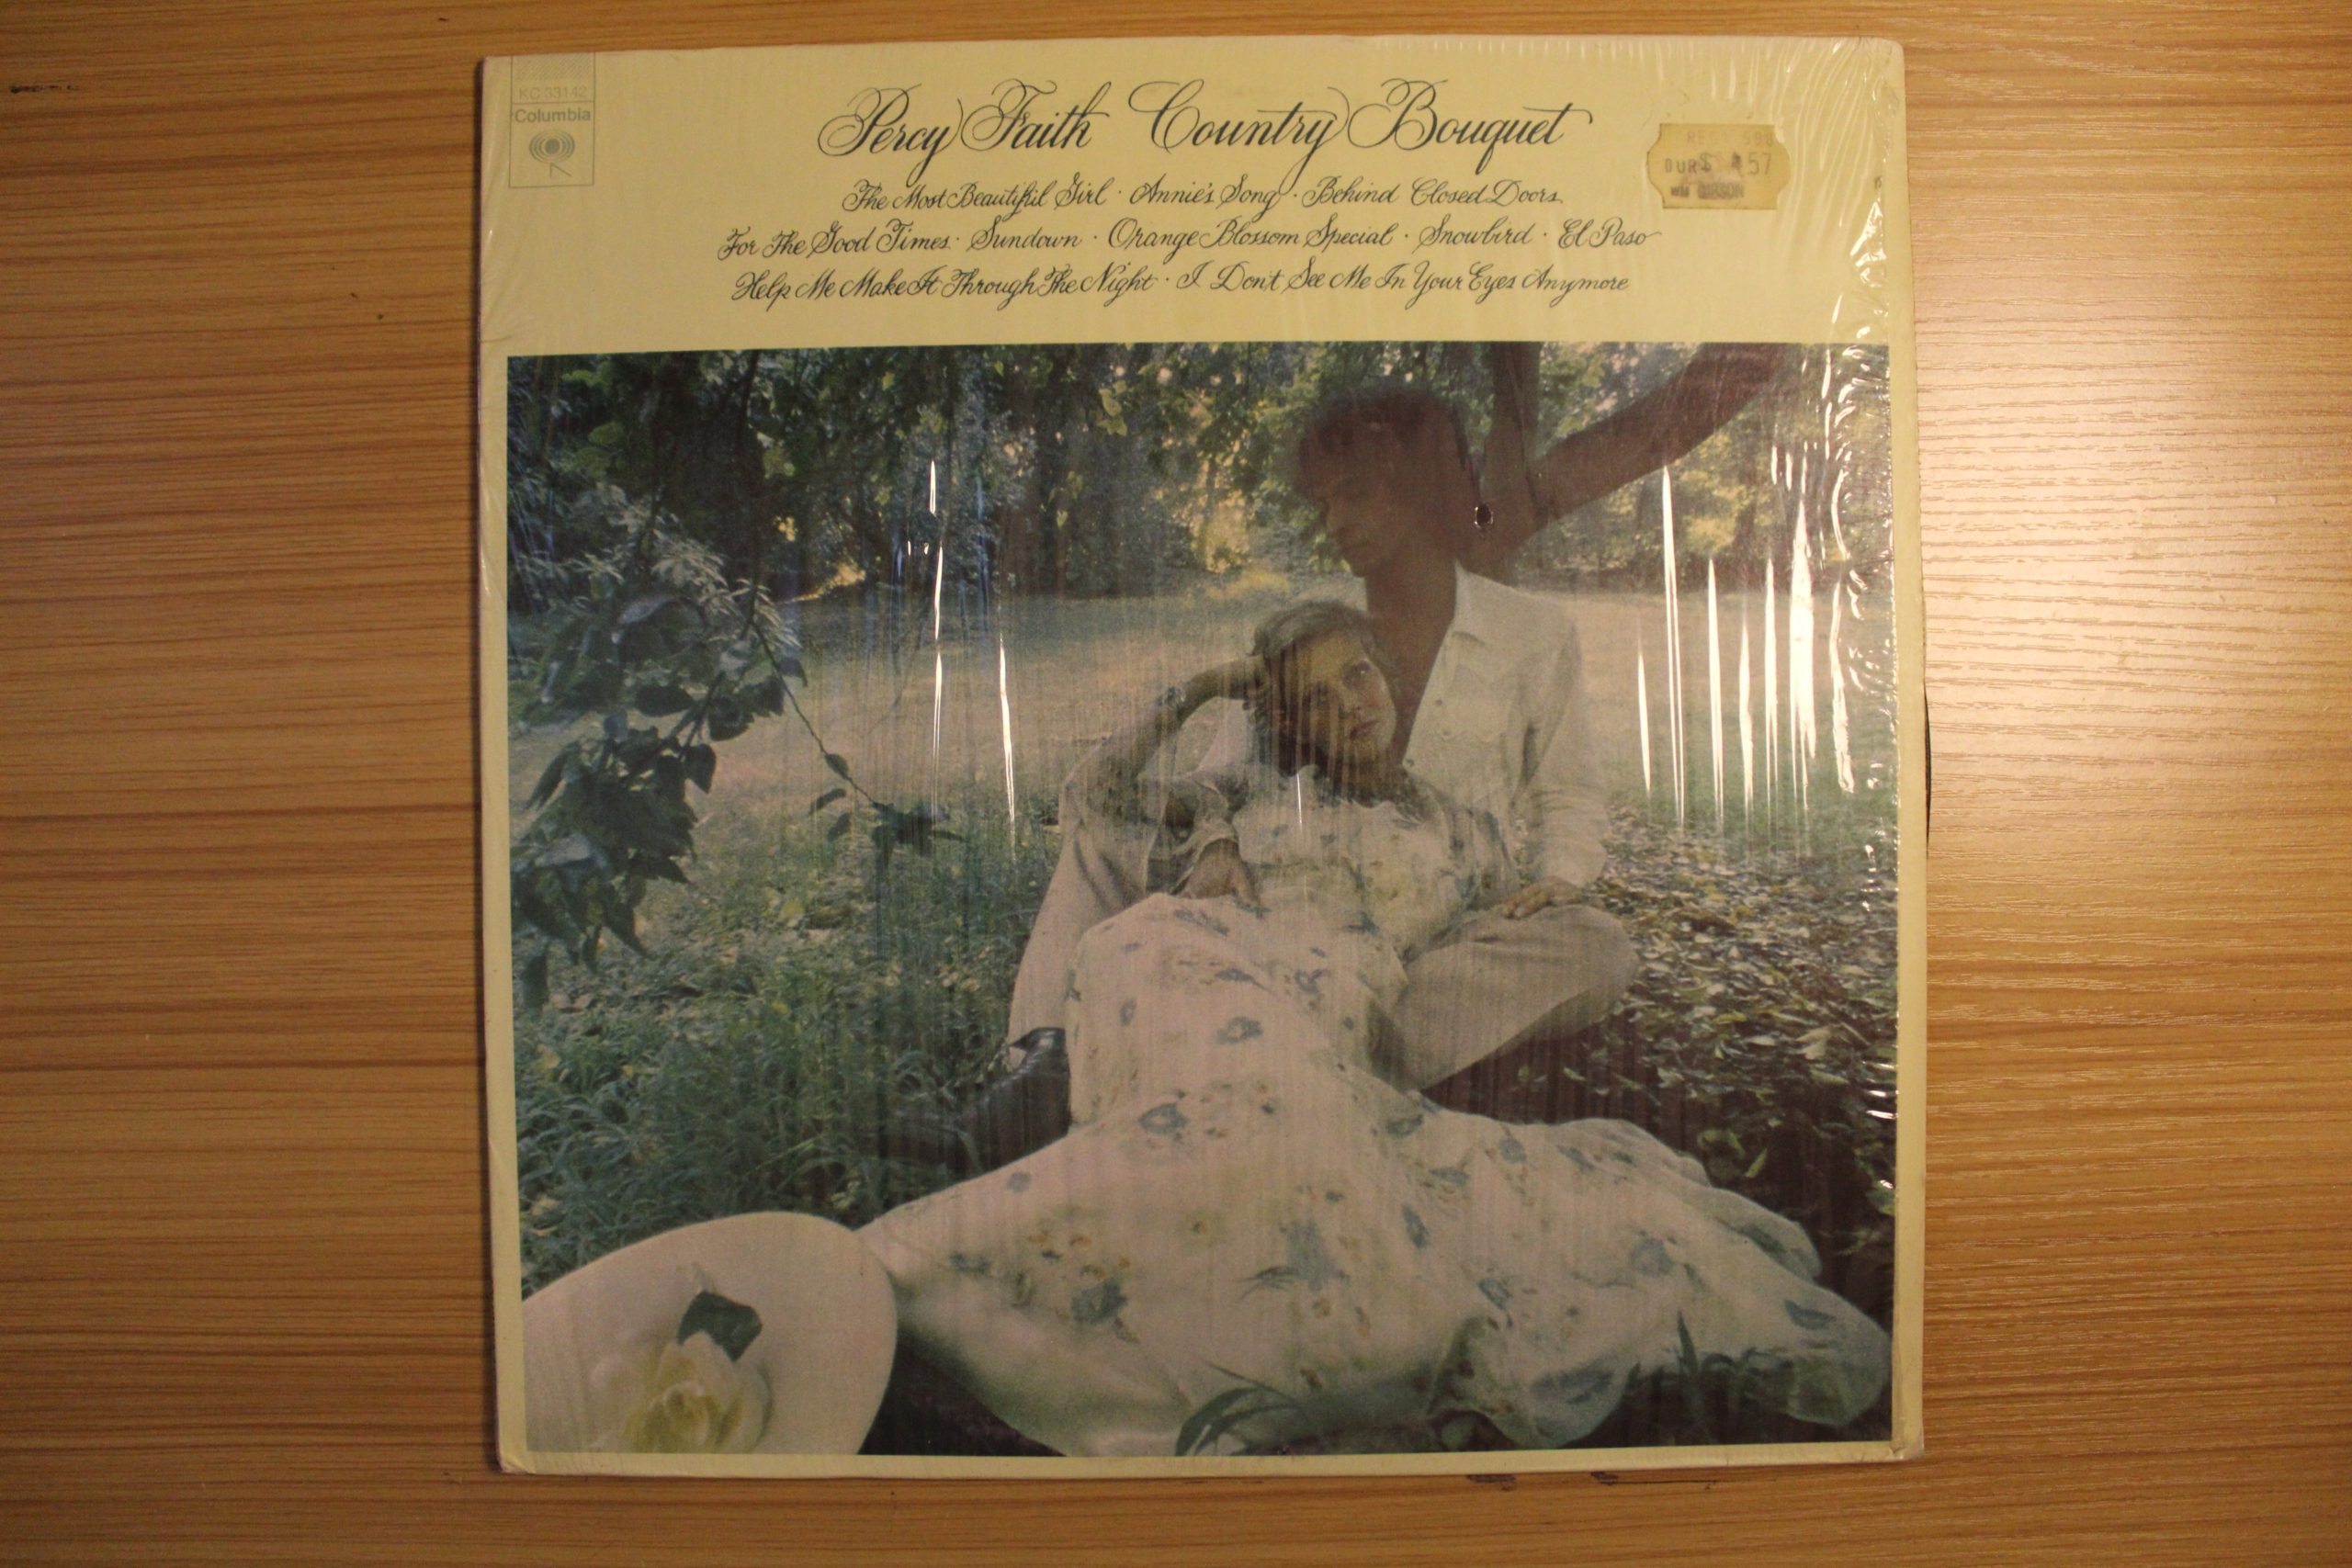 KC 33142
Columbia
Percy Faith Country Bouquet
The Most Beautiful Girl · Annie's Song · Behind Closed Doors
For The Good Times · Sundown · Orange Blossom Special · Snowbird · El Paso
Help Me Make It Through The Night · I Don't See Me In Your Eyes Anymore
OUR
57